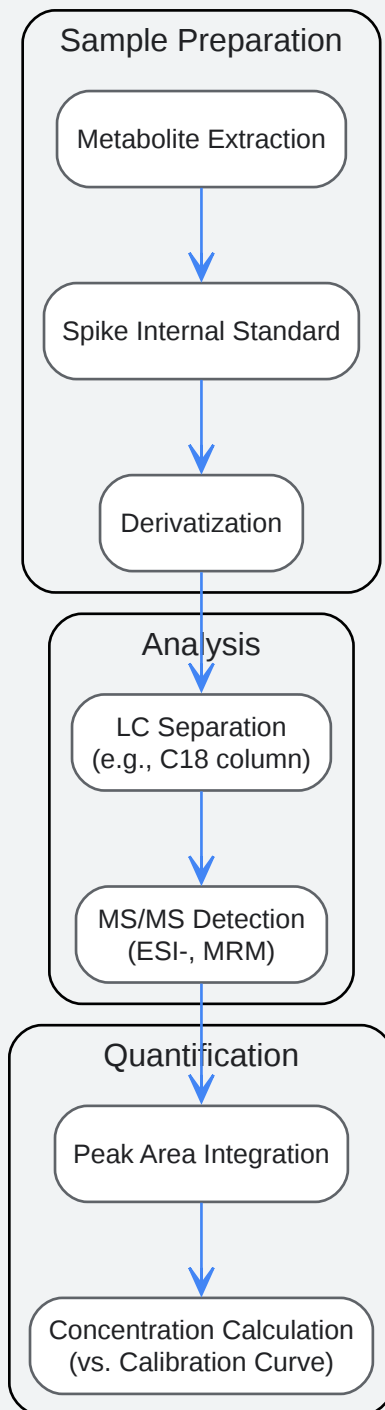 Sample Preparation
Metabolite Extraction
Spike Internal Standard
Derivatization
Analysis
LC Separation
(e.g., C18 column)
MS/MS Detection
(ESI-, MRM)
Quantification
Peak Area Integration
Concentration Calculation
(vs. Calibration Curve)